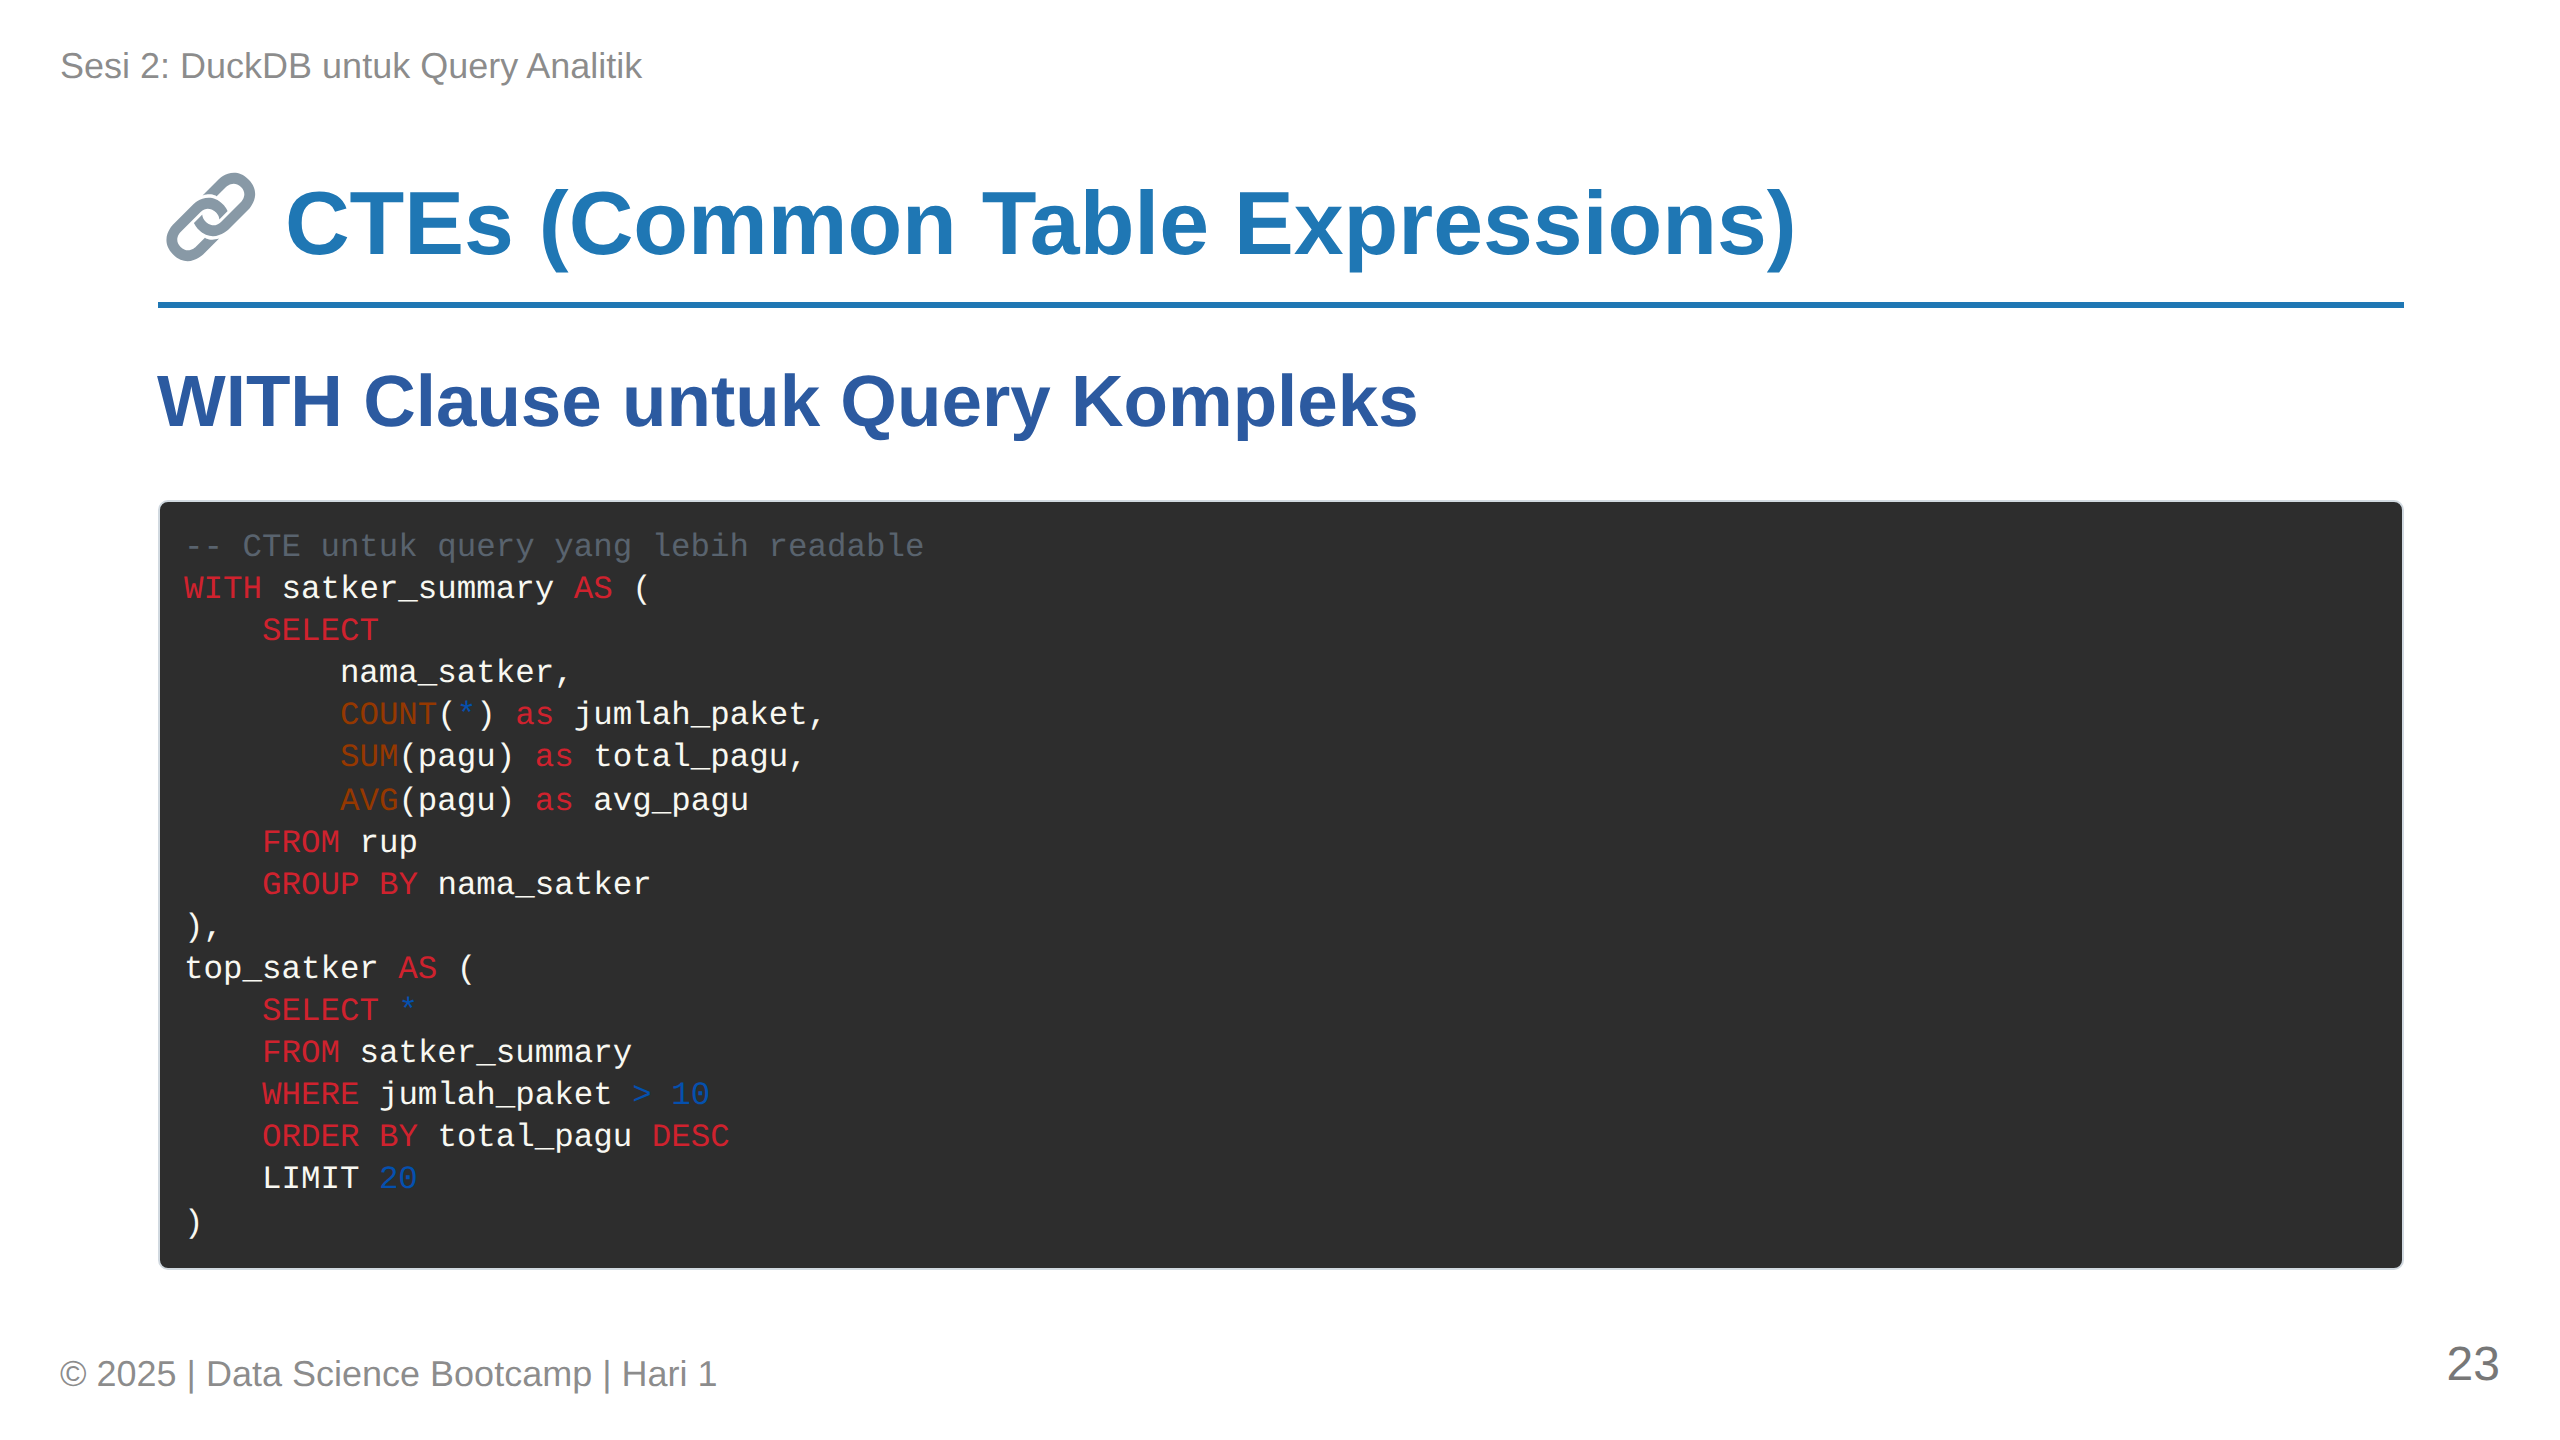 Sesi 2: DuckDB untuk Query Analitik
🔗 CTEs (Common Table Expressions)
WITH Clause untuk Query Kompleks
-- CTE untuk query yang lebih readable
WITH satker_summary AS (
    SELECT
        nama_satker,
        COUNT(*) as jumlah_paket,
        SUM(pagu) as total_pagu,
        AVG(pagu) as avg_pagu
    FROM rup
    GROUP BY nama_satker
),
top_satker AS (
    SELECT *
    FROM satker_summary
    WHERE jumlah_paket > 10
    ORDER BY total_pagu DESC
    LIMIT 20
)
© 2025 | Data Science Bootcamp | Hari 1
23